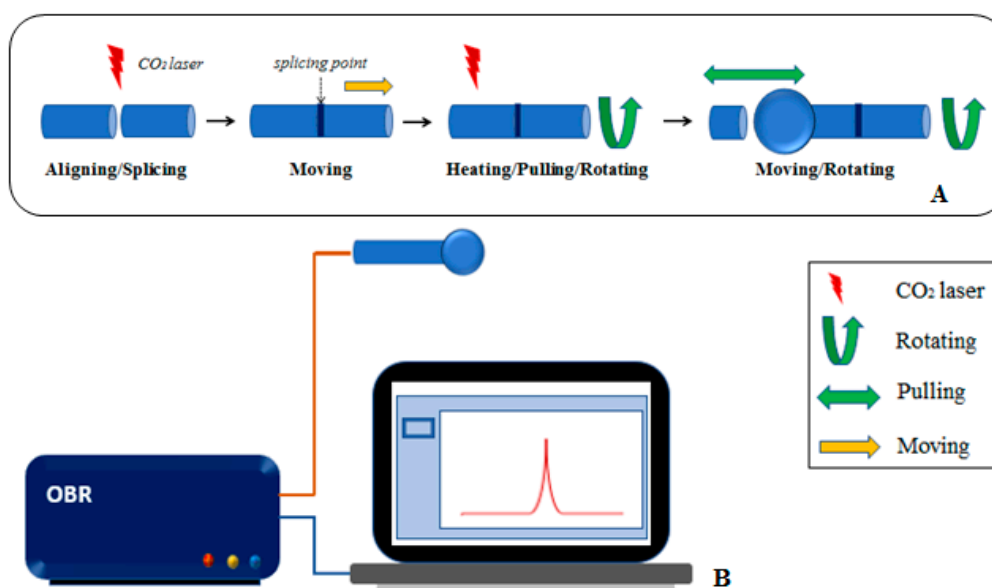 CO₂ laser
splicing point
Aligning/Splicing
Moving
Heating/Pulling/Rotating
Moving/Rotating
A
CO₂ laser
Rotating
Pulling
Moving
OBR
B